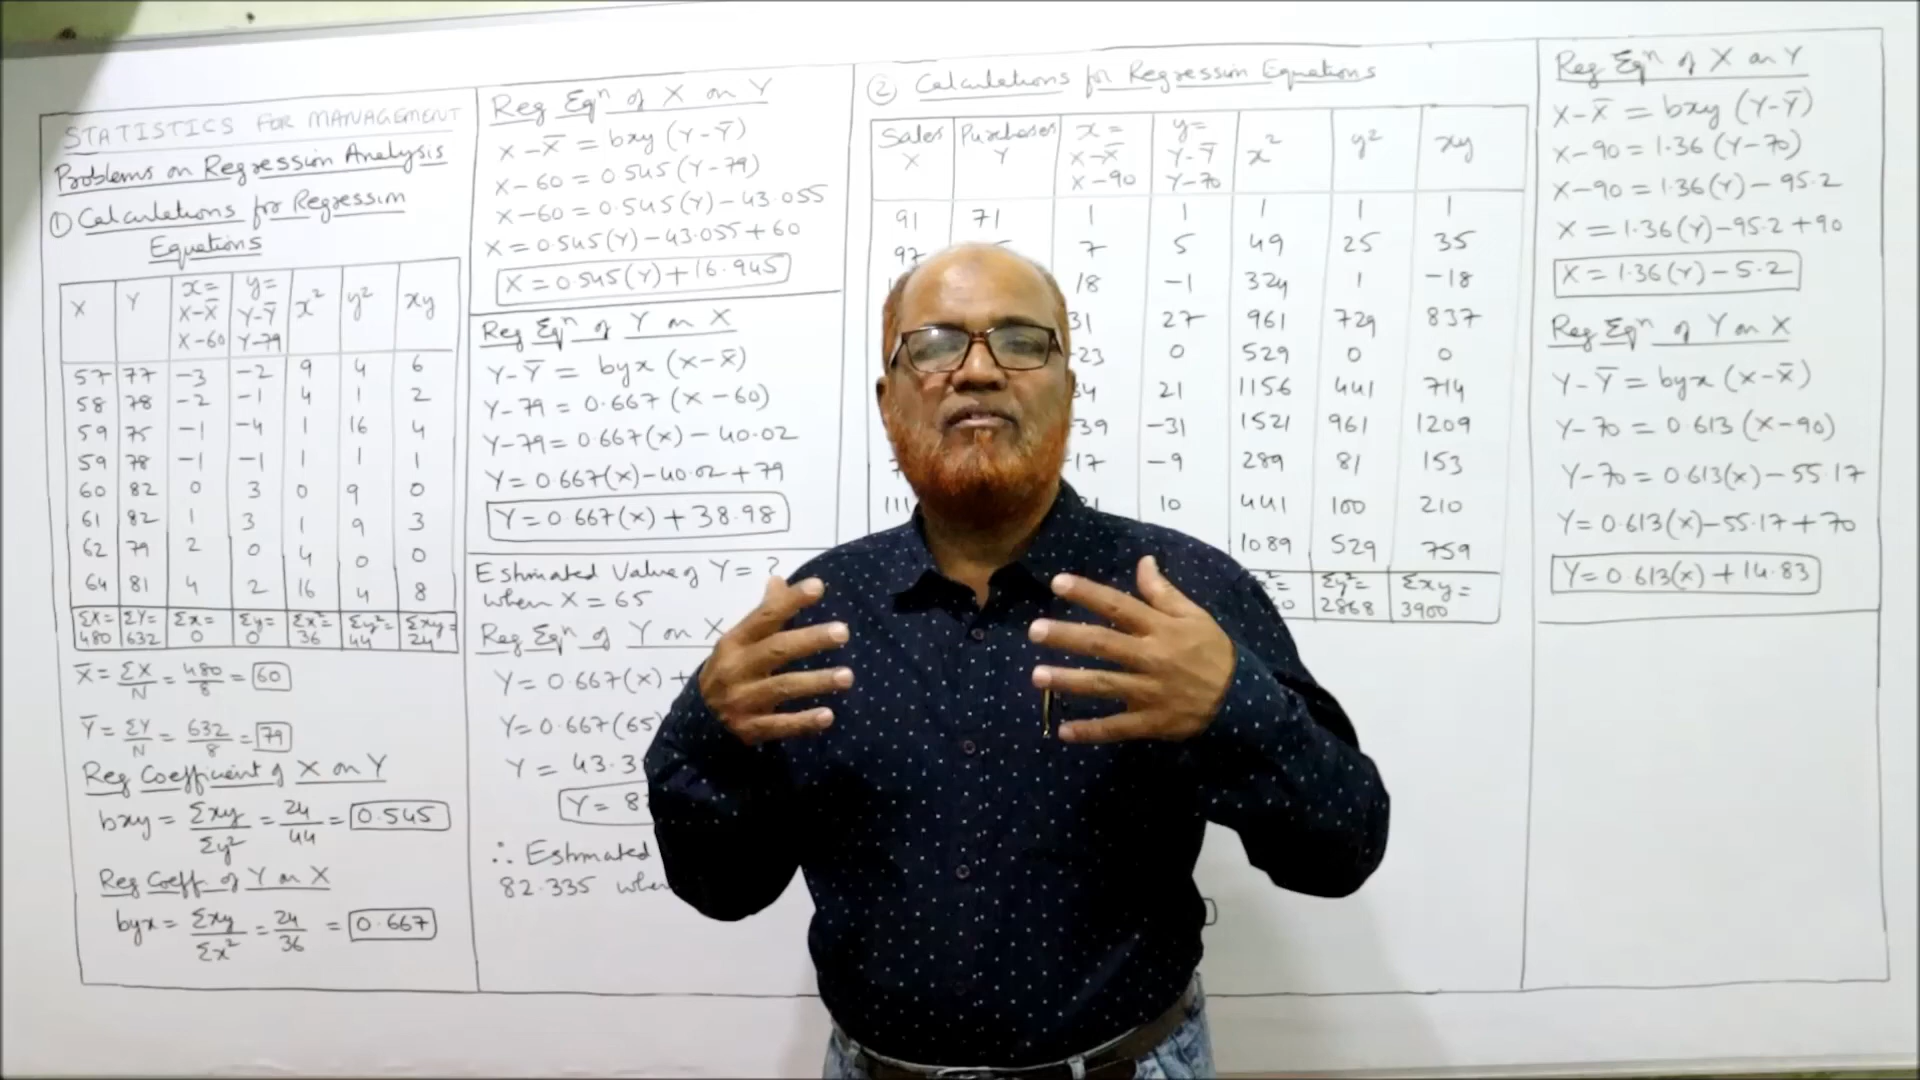 STATISTICS FOR MANAGEMENT
Problems on Regression Analysis
① Calculations for Regression
Equations
X Y x= y= x² y² xy
X-X̅ Y-Y̅
X-60 Y-79
57 77 -3 -2 9 4 6
58 78 -2 -1 4 1 2
59 75 -1 -4 1 16 4
59 78 -1 -1 1 1 1
60 82 0 3 0 9 0
61 82 1 3 1 9 3
62 79 2 0 4 0 0
64 81 4 2 16 4 8
ΣX= ΣY= Σx= Σy= Σx²= Σy²= Σxy=
480 632 0 0 36 44 24
X̅ = ΣX/N = 480/8 = 60
Y̅ = ΣY/N = 632/8 = 79
Reg Coefficient of X on Y
bxy = Σxy/Σy² = 24/44 = 0.545
Reg Coeff. of Y on X
byx = Σxy/Σx² = 24/36 = 0.667
Reg Eqⁿ of X on Y
X-X̅ = bxy (Y-Y̅)
X-60 = 0.545 (Y-79)
X-60 = 0.545(Y)-43.055
X = 0.545(Y)-43.055+60
X = 0.545(Y)+16.945
Reg Eqⁿ of Y on X
Y-Y̅ = byx (X-X̅)
Y-79 = 0.667 (X-60)
Y-79 = 0.667(X)-40.02
Y = 0.667(X)-40.02+79
Y = 0.667(X)+38.98
Estimated Value of Y = ?
when X = 65
Reg Eqⁿ of Y on X
Y = 0.667(X) +
Y = 0.667(65)
Y = 43.3
Y = 8
∴ Estimated
82.335 when
② Calculations for Regression Equations
Sales Purchases x= y= x² y² xy
X Y X-X̅ Y-Y̅
X-90 Y-70
91 71 1 1 1 1 1
97 7 5 49 25 35
18 -1 324 1 -18
31 27 961 729 837
-23 0 529 0 0
34 21 1156 441 714
-39 -31 1521 961 1209
-17 -9 289 81 153
111 10 441 100 210
1089 529 759
Σy²= Σxy=
2868 3900
Reg Eqⁿ of X on Y
X-X̅ = bxy (Y-Y̅)
X-90 = 1.36 (Y-70)
X-90 = 1.36(Y)-95.2
X = 1.36(Y)-95.2+90
X = 1.36(Y)-5.2
Reg Eqⁿ of Y on X
Y-Y̅ = byx (X-X̅)
Y-70 = 0.613 (X-90)
Y-70 = 0.613(X)-55.17
Y = 0.613(X)-55.17+70
Y = 0.613(X)+14.83